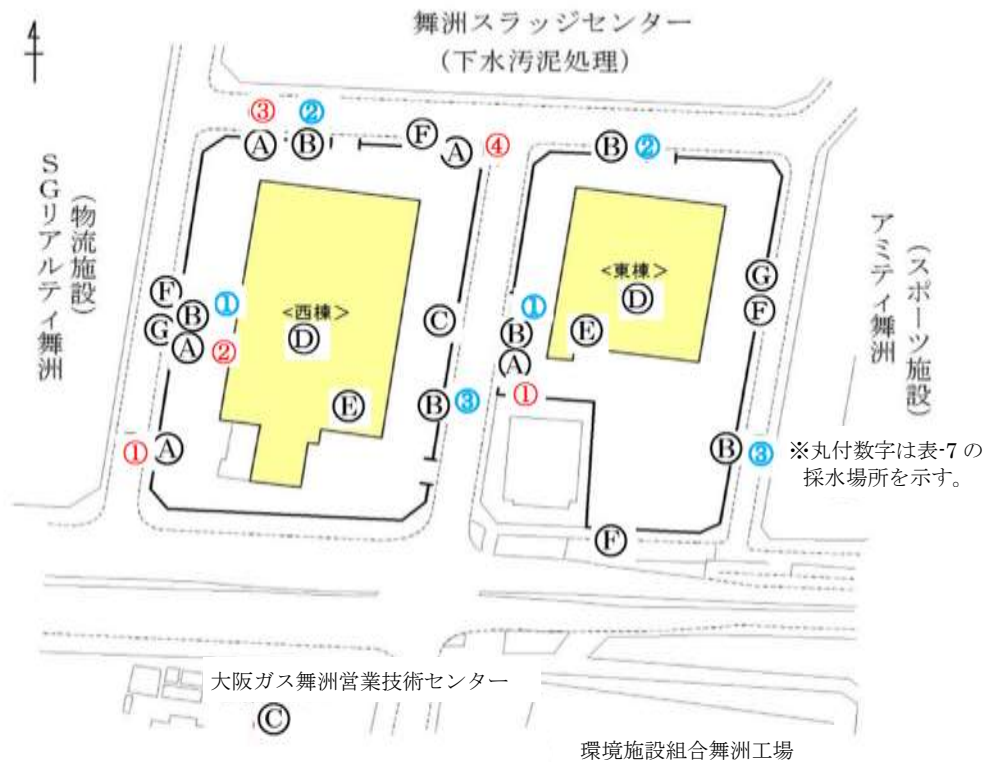 舞洲スラッジセンター
(下水汚泥処理)
③
②
Ⓐ
Ⓑ
Ⓕ
Ⓐ
④
Ⓑ
②
SGリアルティ舞洲
(物流施設)
<西棟>
Ⓓ
Ⓔ
Ⓕ
Ⓑ
①
Ⓖ
Ⓐ
②
①
Ⓐ
Ⓒ
Ⓑ
③
<東棟>
Ⓓ
Ⓔ
①
Ⓑ
Ⓐ
①
Ⓖ
Ⓕ
Ⓑ
③
Ⓕ
アミティ舞洲
(スポーツ施設)
※丸付数字は表-7 の
採水場所を示す。
大阪ガス舞洲営業技術センター
Ⓒ
環境施設組合舞洲工場